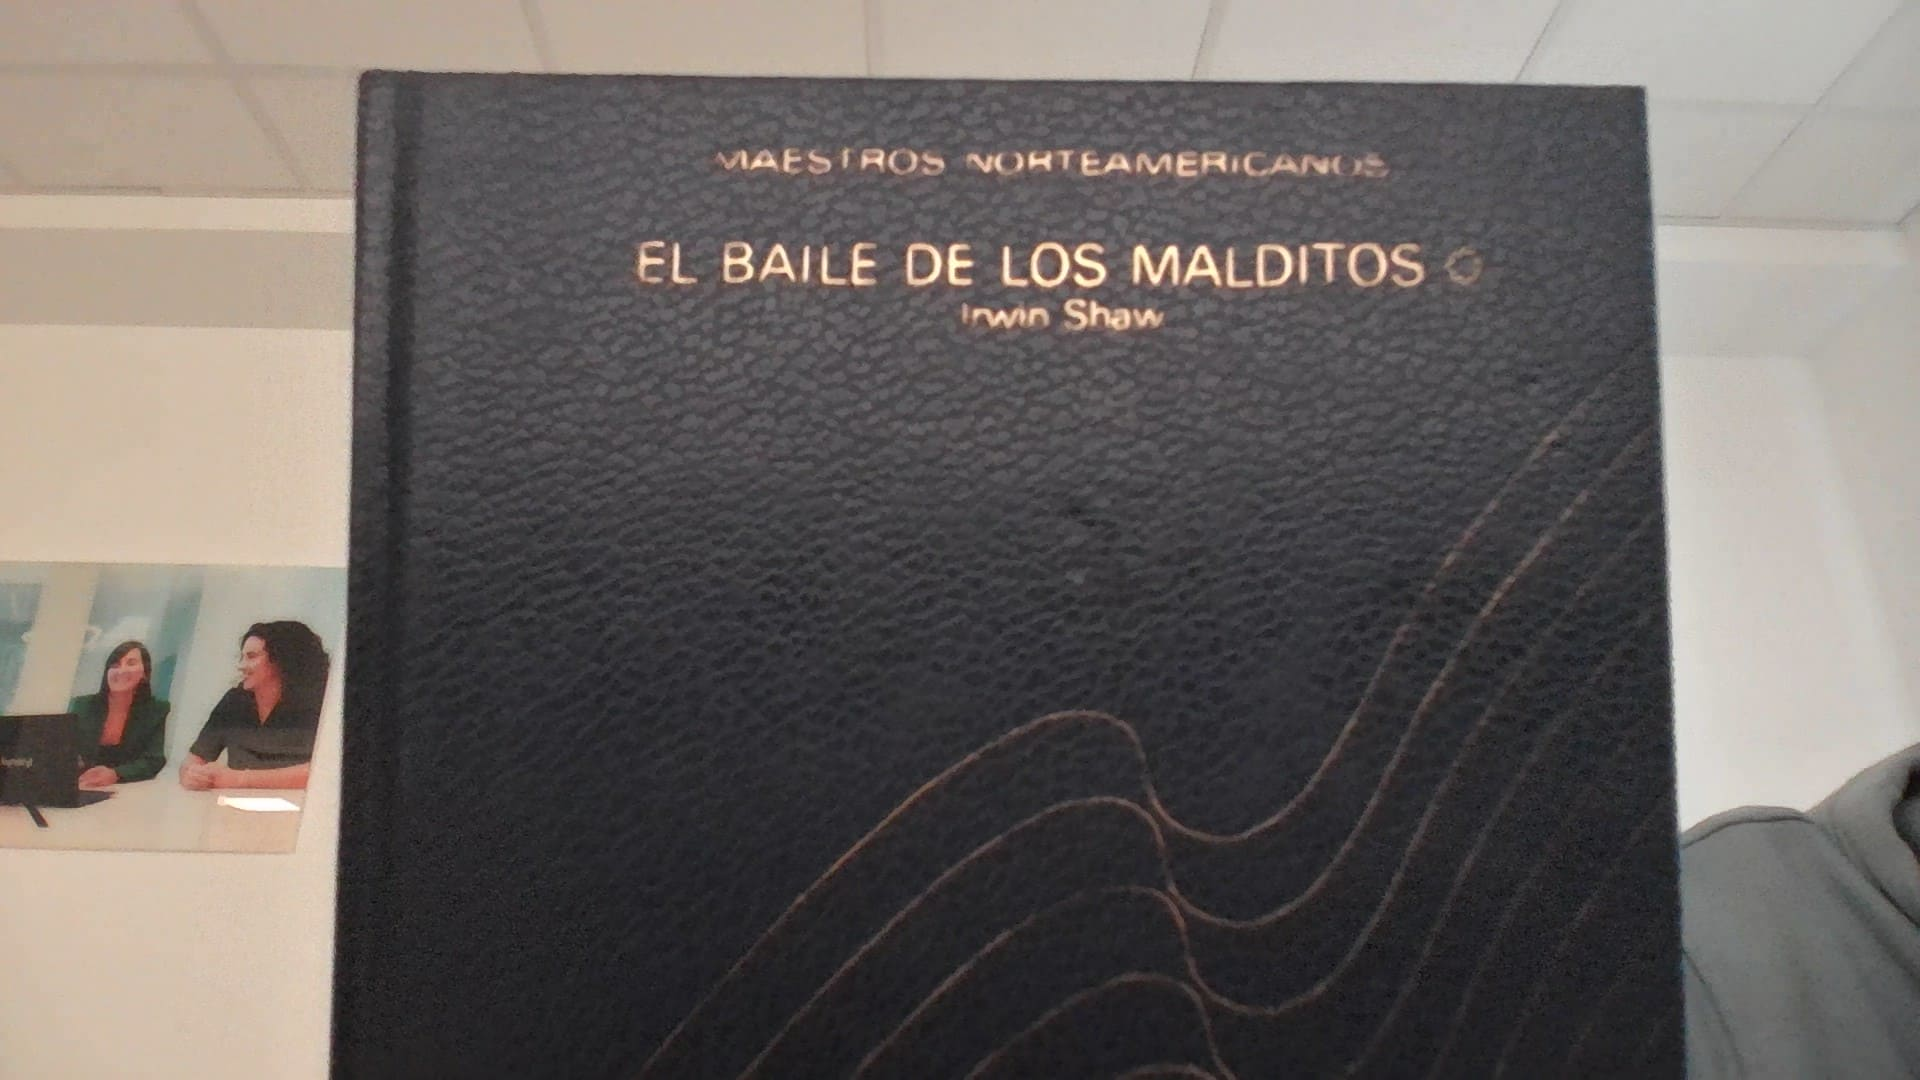 MAESTROS NORTEAMERICANOS
EL BAILE DE LOS MALDITOS
Irwin Shaw